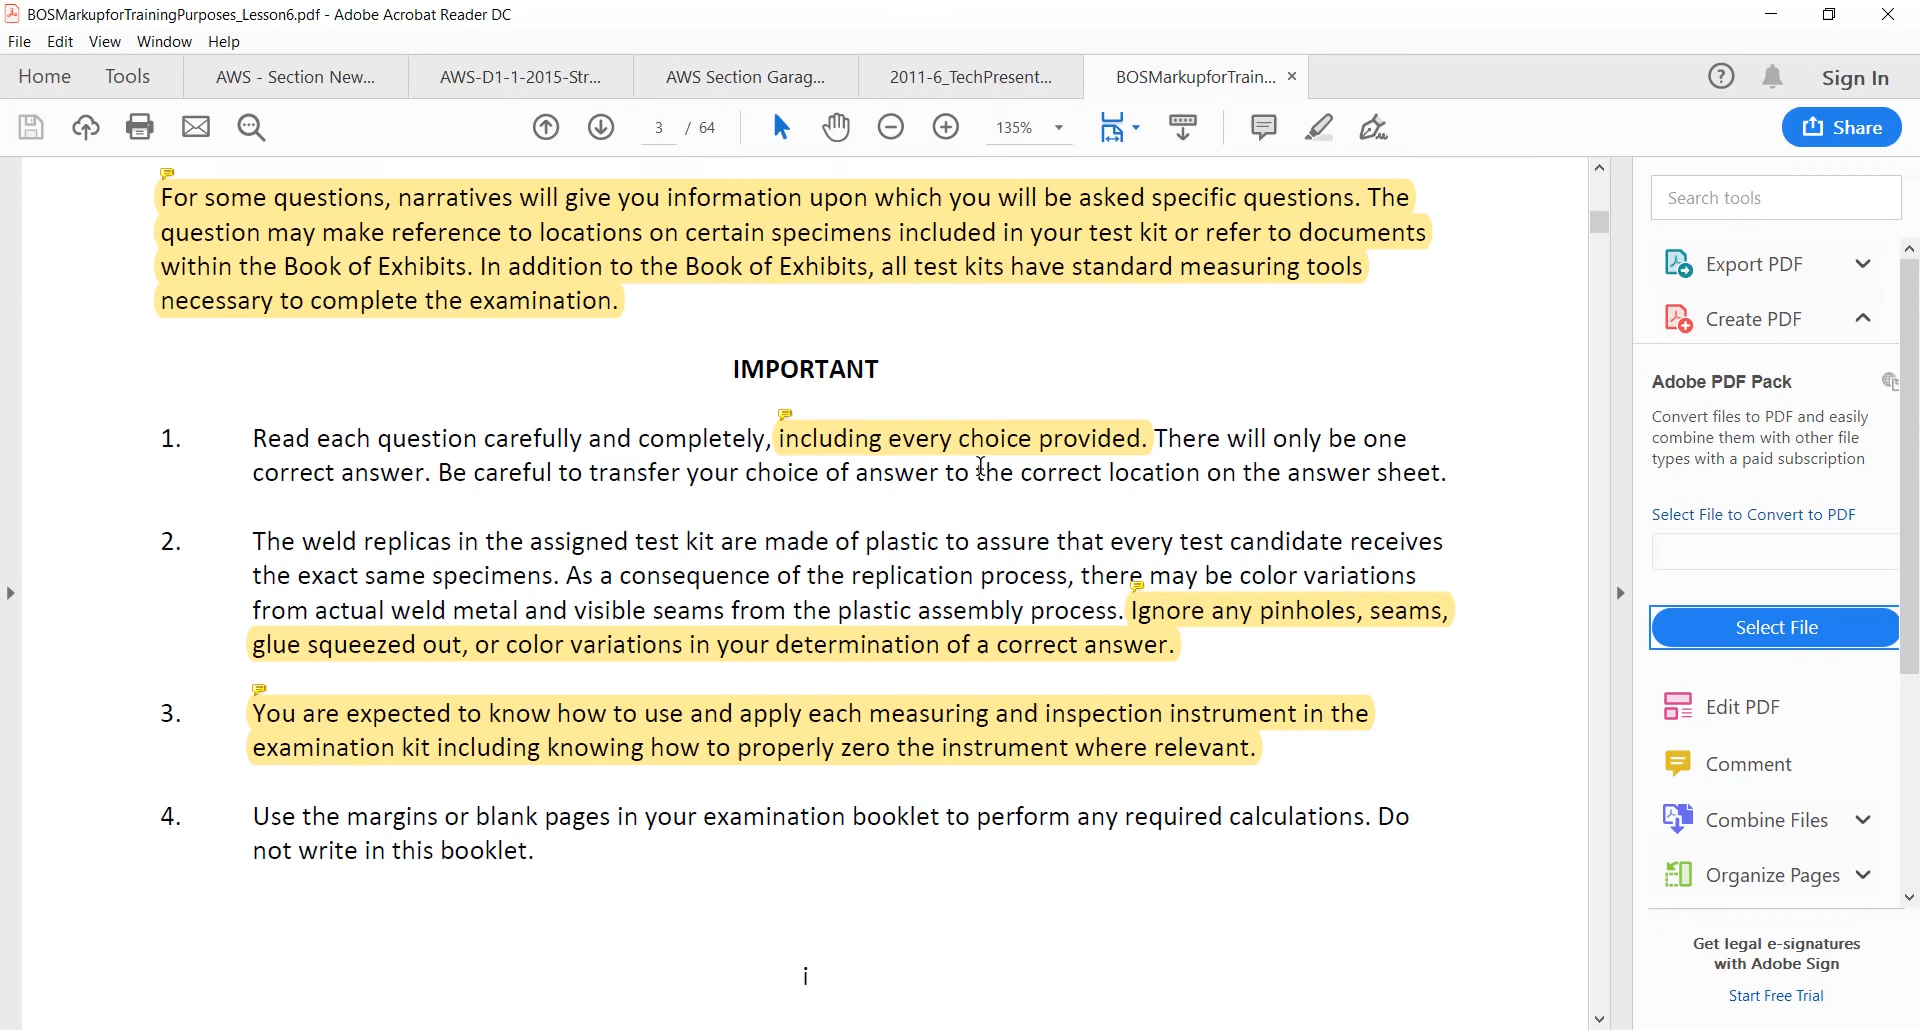 BOSMarkupforTrainingPurposes_Lesson6.pdf - Adobe Acrobat Reader DC
File Edit View Window Help
Home Tools AWS - Section New... AWS-D1-1-2015-Str... AWS Section Garag... 2011-6_TechPresent... BOSMarkupforTrain... ×
Sign In
3 / 64 135% Share
For some questions, narratives will give you information upon which you will be asked specific questions. The
question may make reference to locations on certain specimens included in your test kit or refer to documents
within the Book of Exhibits. In addition to the Book of Exhibits, all test kits have standard measuring tools
necessary to complete the examination.
IMPORTANT
1. Read each question carefully and completely, including every choice provided. There will only be one
correct answer. Be careful to transfer your choice of answer to the correct location on the answer sheet.
2. The weld replicas in the assigned test kit are made of plastic to assure that every test candidate receives
the exact same specimens. As a consequence of the replication process, there may be color variations
from actual weld metal and visible seams from the plastic assembly process. Ignore any pinholes, seams,
glue squeezed out, or color variations in your determination of a correct answer.
3. You are expected to know how to use and apply each measuring and inspection instrument in the
examination kit including knowing how to properly zero the instrument where relevant.
4. Use the margins or blank pages in your examination booklet to perform any required calculations. Do
not write in this booklet.
i
Search tools
Export PDF
Create PDF
Adobe PDF Pack
Convert files to PDF and easily
combine them with other file
types with a paid subscription
Select File to Convert to PDF
Select File
Edit PDF
Comment
Combine Files
Organize Pages
Get legal e-signatures
with Adobe Sign
Start Free Trial